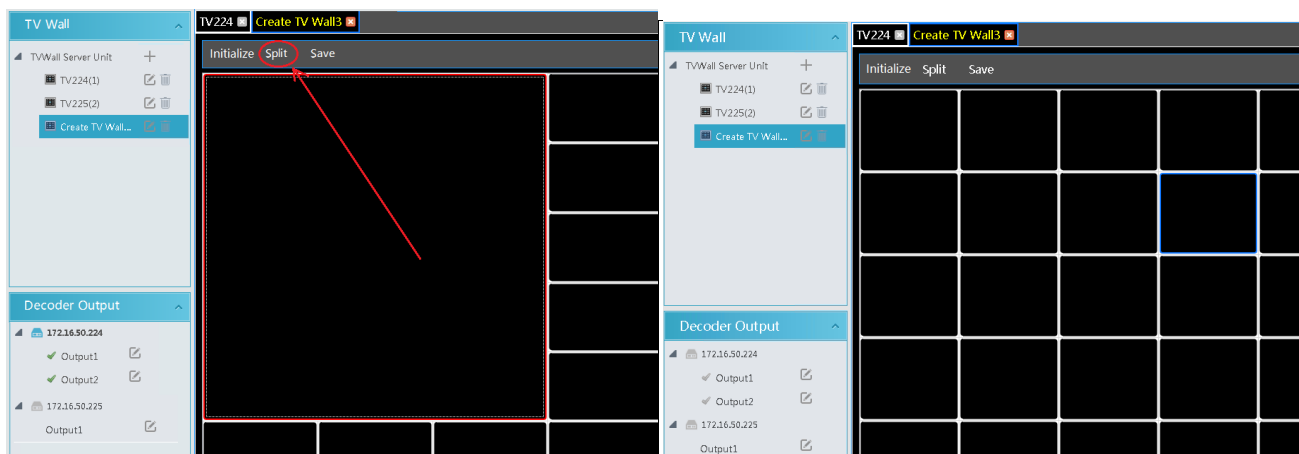 TV Wall
TV224 Create TV Wall3
Initialize Split Save
TVWall Server Unit
TV224(1)
TV225(2)
Create TV Wall...
Decoder Output
172.16.50.224
Output1
Output2
172.16.50.225
Output1
TV Wall
TV224 Create TV Wall3
Initialize Split Save
TVWall Server Unit
TV224(1)
TV225(2)
Create TV Wall...
Decoder Output
172.16.50.224
Output1
Output2
172.16.50.225
Output1